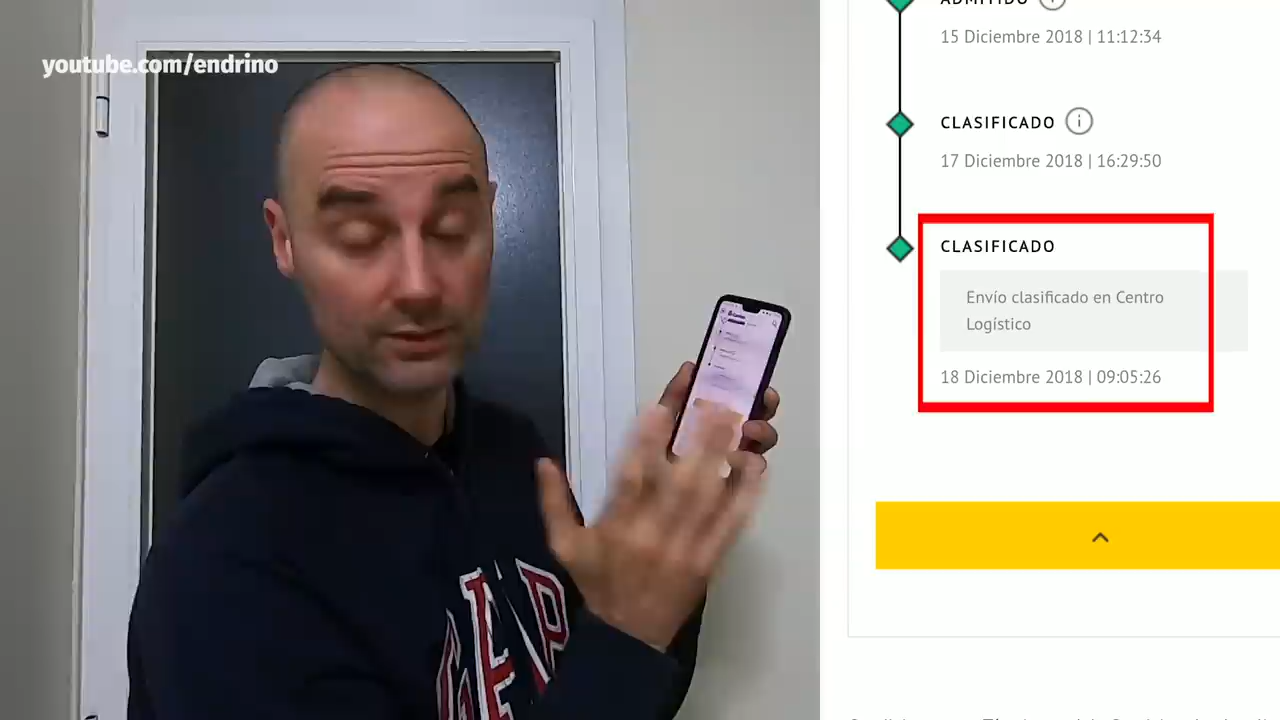 youtube.com/endrino
ADMITIDO
15 Diciembre 2018 | 11:12:34
CLASIFICADO
17 Diciembre 2018 | 16:29:50
CLASIFICADO
Envío clasificado en Centro
Logístico
18 Diciembre 2018 | 09:05:26